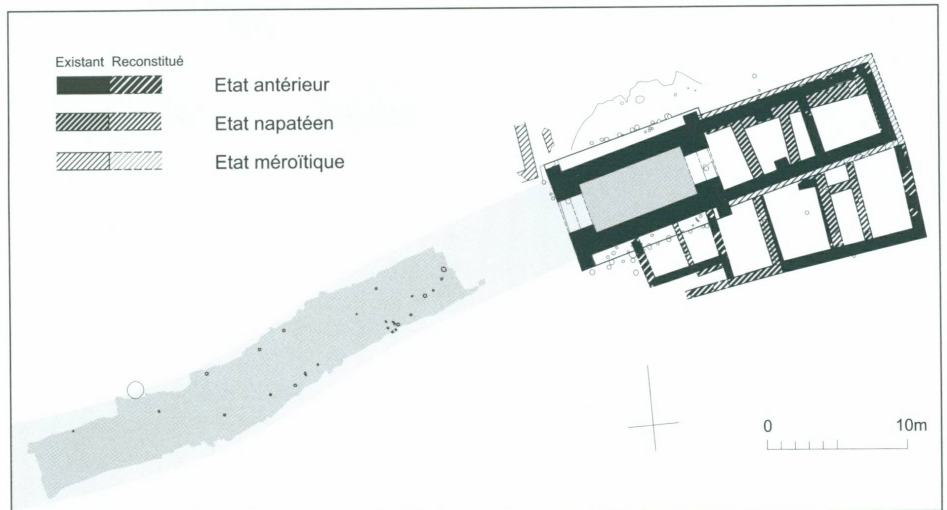 Existant Reconstitué
Etat antérieur
Etat napatéen
Etat méroïtique
0 10m